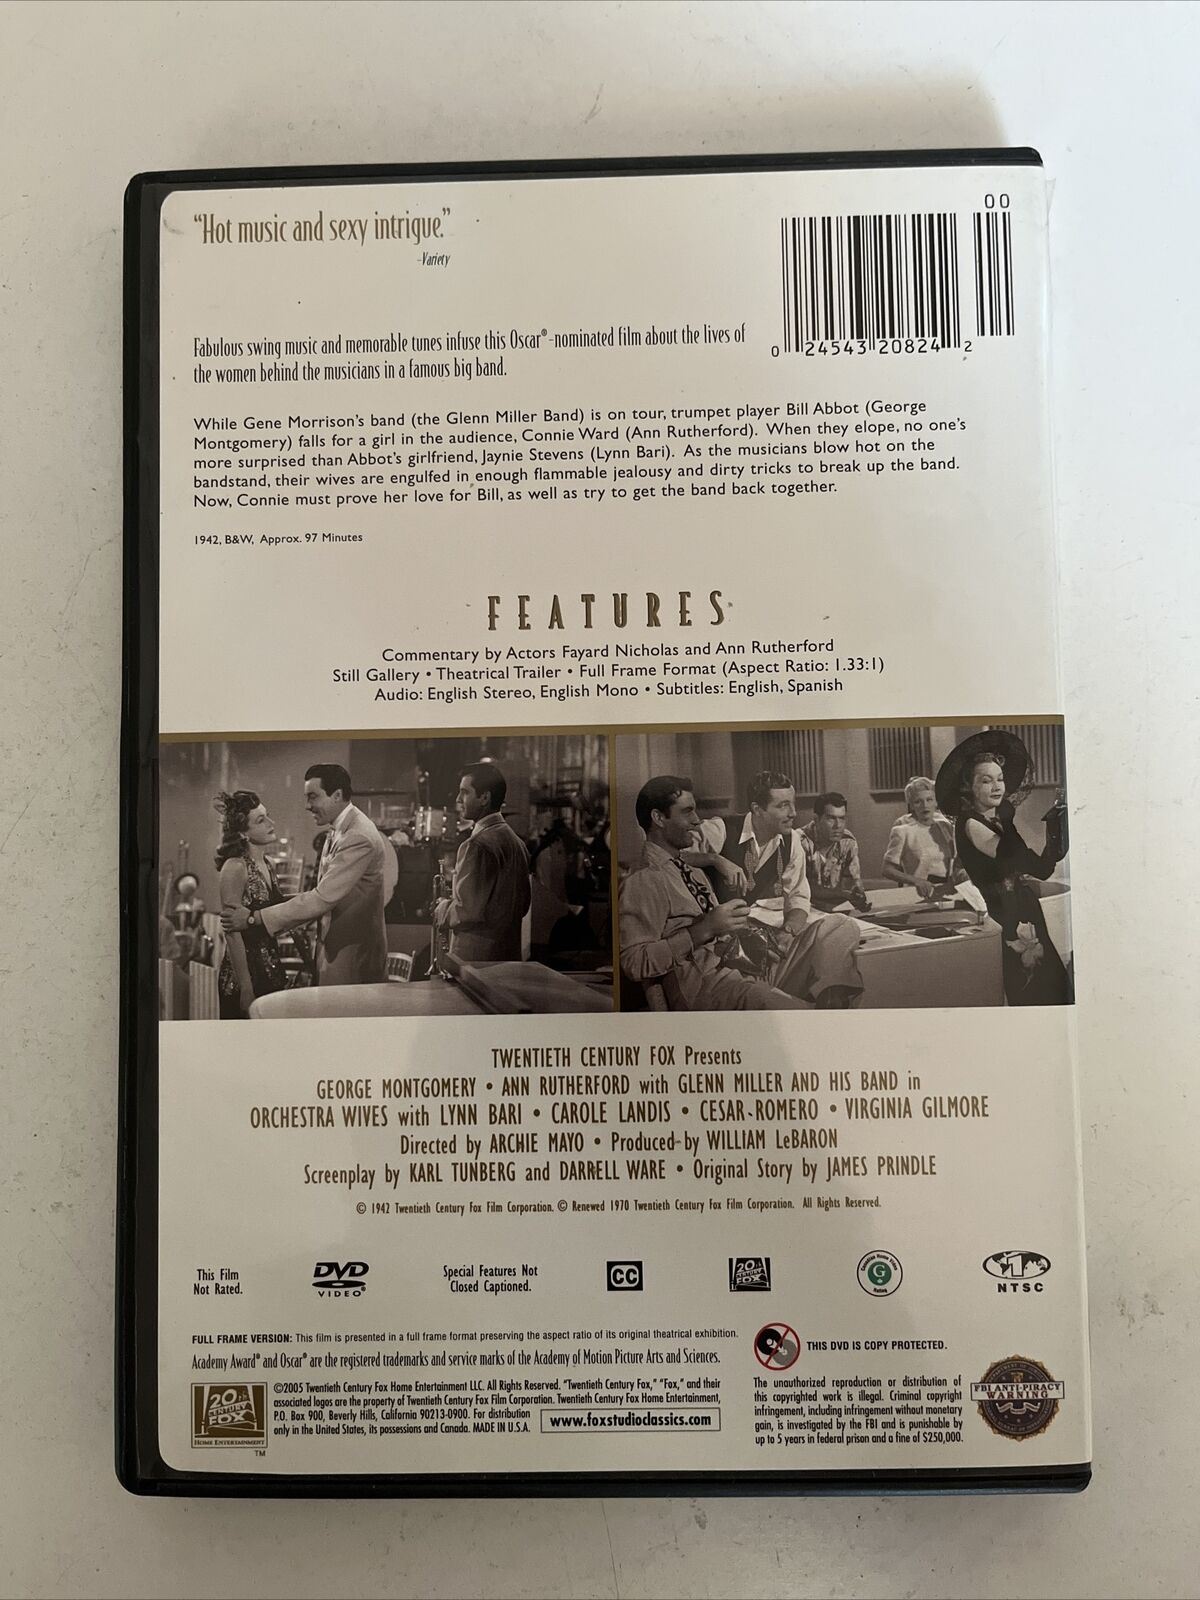 "Hot music and sexy intrigue."
-Variety
00
0 24543 20824 2
Fabulous swing music and memorable tunes infuse this Oscar®-nominated film about the lives of
the women behind the musicians in a famous big band.
While Gene Morrison's band (the Glenn Miller Band) is on tour, trumpet player Bill Abbot (George
Montgomery) falls for a girl in the audience, Connie Ward (Ann Rutherford). When they elope, no one's
more surprised than Abbot's girlfriend, Jaynie Stevens (Lynn Bari). As the musicians blow hot on the
bandstand, their wives are engulfed in enough flammable jealousy and dirty tricks to break up the band.
Now, Connie must prove her love for Bill, as well as try to get the band back together.
1942, B&W, Approx. 97 Minutes
FEATURES
Commentary by Actors Fayard Nicholas and Ann Rutherford
Still Gallery • Theatrical Trailer • Full Frame Format (Aspect Ratio: 1.33:1)
Audio: English Stereo, English Mono • Subtitles: English, Spanish
TWENTIETH CENTURY FOX Presents
GEORGE MONTGOMERY • ANN RUTHERFORD with GLENN MILLER AND HIS BAND in
ORCHESTRA WIVES with LYNN BARI • CAROLE LANDIS • CESAR ROMERO • VIRGINIA GILMORE
Directed by ARCHIE MAYO • Produced by WILLIAM LeBARON
Screenplay by KARL TUNBERG and DARRELL WARE • Original Story by JAMES PRINDLE
© 1942 Twentieth Century Fox Film Corporation. © Renewed 1970 Twentieth Century Fox Film Corporation. All Rights Reserved.
This Film
Not Rated.
DVD
VIDEO®
Special Features Not
Closed Captioned.
CC
20th
CENTURY
FOX
Canadian Home Video
G
Rating
1
NTSC
FULL FRAME VERSION: This film is presented in a full frame format preserving the aspect ratio of its original theatrical exhibition.
Academy Award® and Oscar® are the registered trademarks and service marks of the Academy of Motion Picture Arts and Sciences.
THIS DVD IS COPY PROTECTED.
20th
CENTURY
FOX
HOME ENTERTAINMENT
TM
©2005 Twentieth Century Fox Home Entertainment LLC. All Rights Reserved. "Twentieth Century Fox," "Fox," and their
associated logos are the property of Twentieth Century Fox Film Corporation. Twentieth Century Fox Home Entertainment,
P.O. Box 900, Beverly Hills, California 90213-0900. For distribution
only in the United States, its possessions and Canada. MADE IN U.S.A.
www.foxstudioclassics.com
The unauthorized reproduction or distribution of
this copyrighted work is illegal. Criminal copyright
infringement, including infringement without monetary
gain, is investigated by the FBI and is punishable by
up to 5 years in federal prison and a fine of $250,000.
FBI ANTI-PIRACY
WARNING